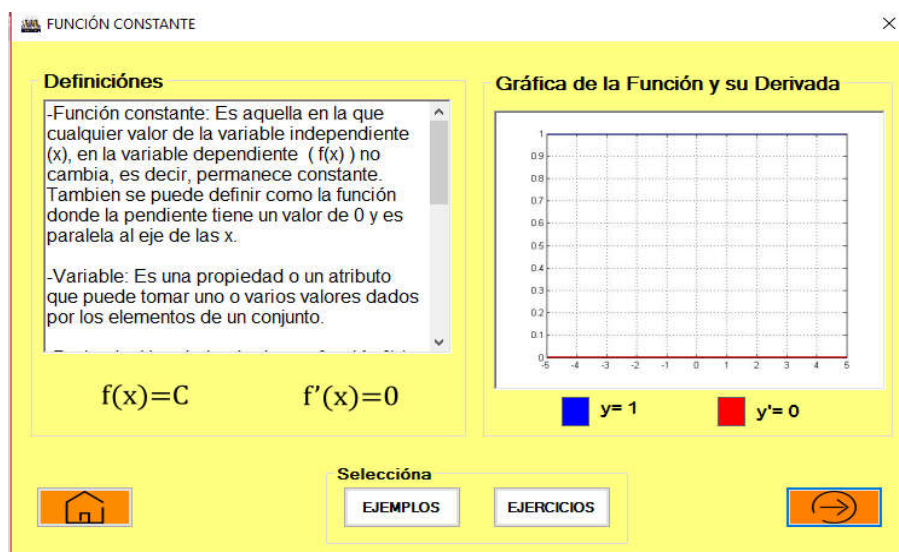 FUNCIÓN CONSTANTE
Definiciónes
-Función constante: Es aquella en la que
cualquier valor de la variable independiente
(x), en la variable dependiente ( f(x) ) no
cambia, es decir, permanece constante.
Tambien se puede definir como la función
donde la pendiente tiene un valor de 0 y es
paralela al eje de las x.
-Variable: Es una propiedad o un atributo
que puede tomar uno o varios valores dados
por los elementos de un conjunto.
f(x)=C
f’(x)=0
Gráfica de la Función y su Derivada
1
0.9
0.8
0.7
0.6
0.5
0.4
0.3
0.2
0.1
0
-5 -4 -3 -2 -1 0 1 2 3 4 5
y= 1
y'= 0
Seleccióna
EJEMPLOS
EJERCICIOS